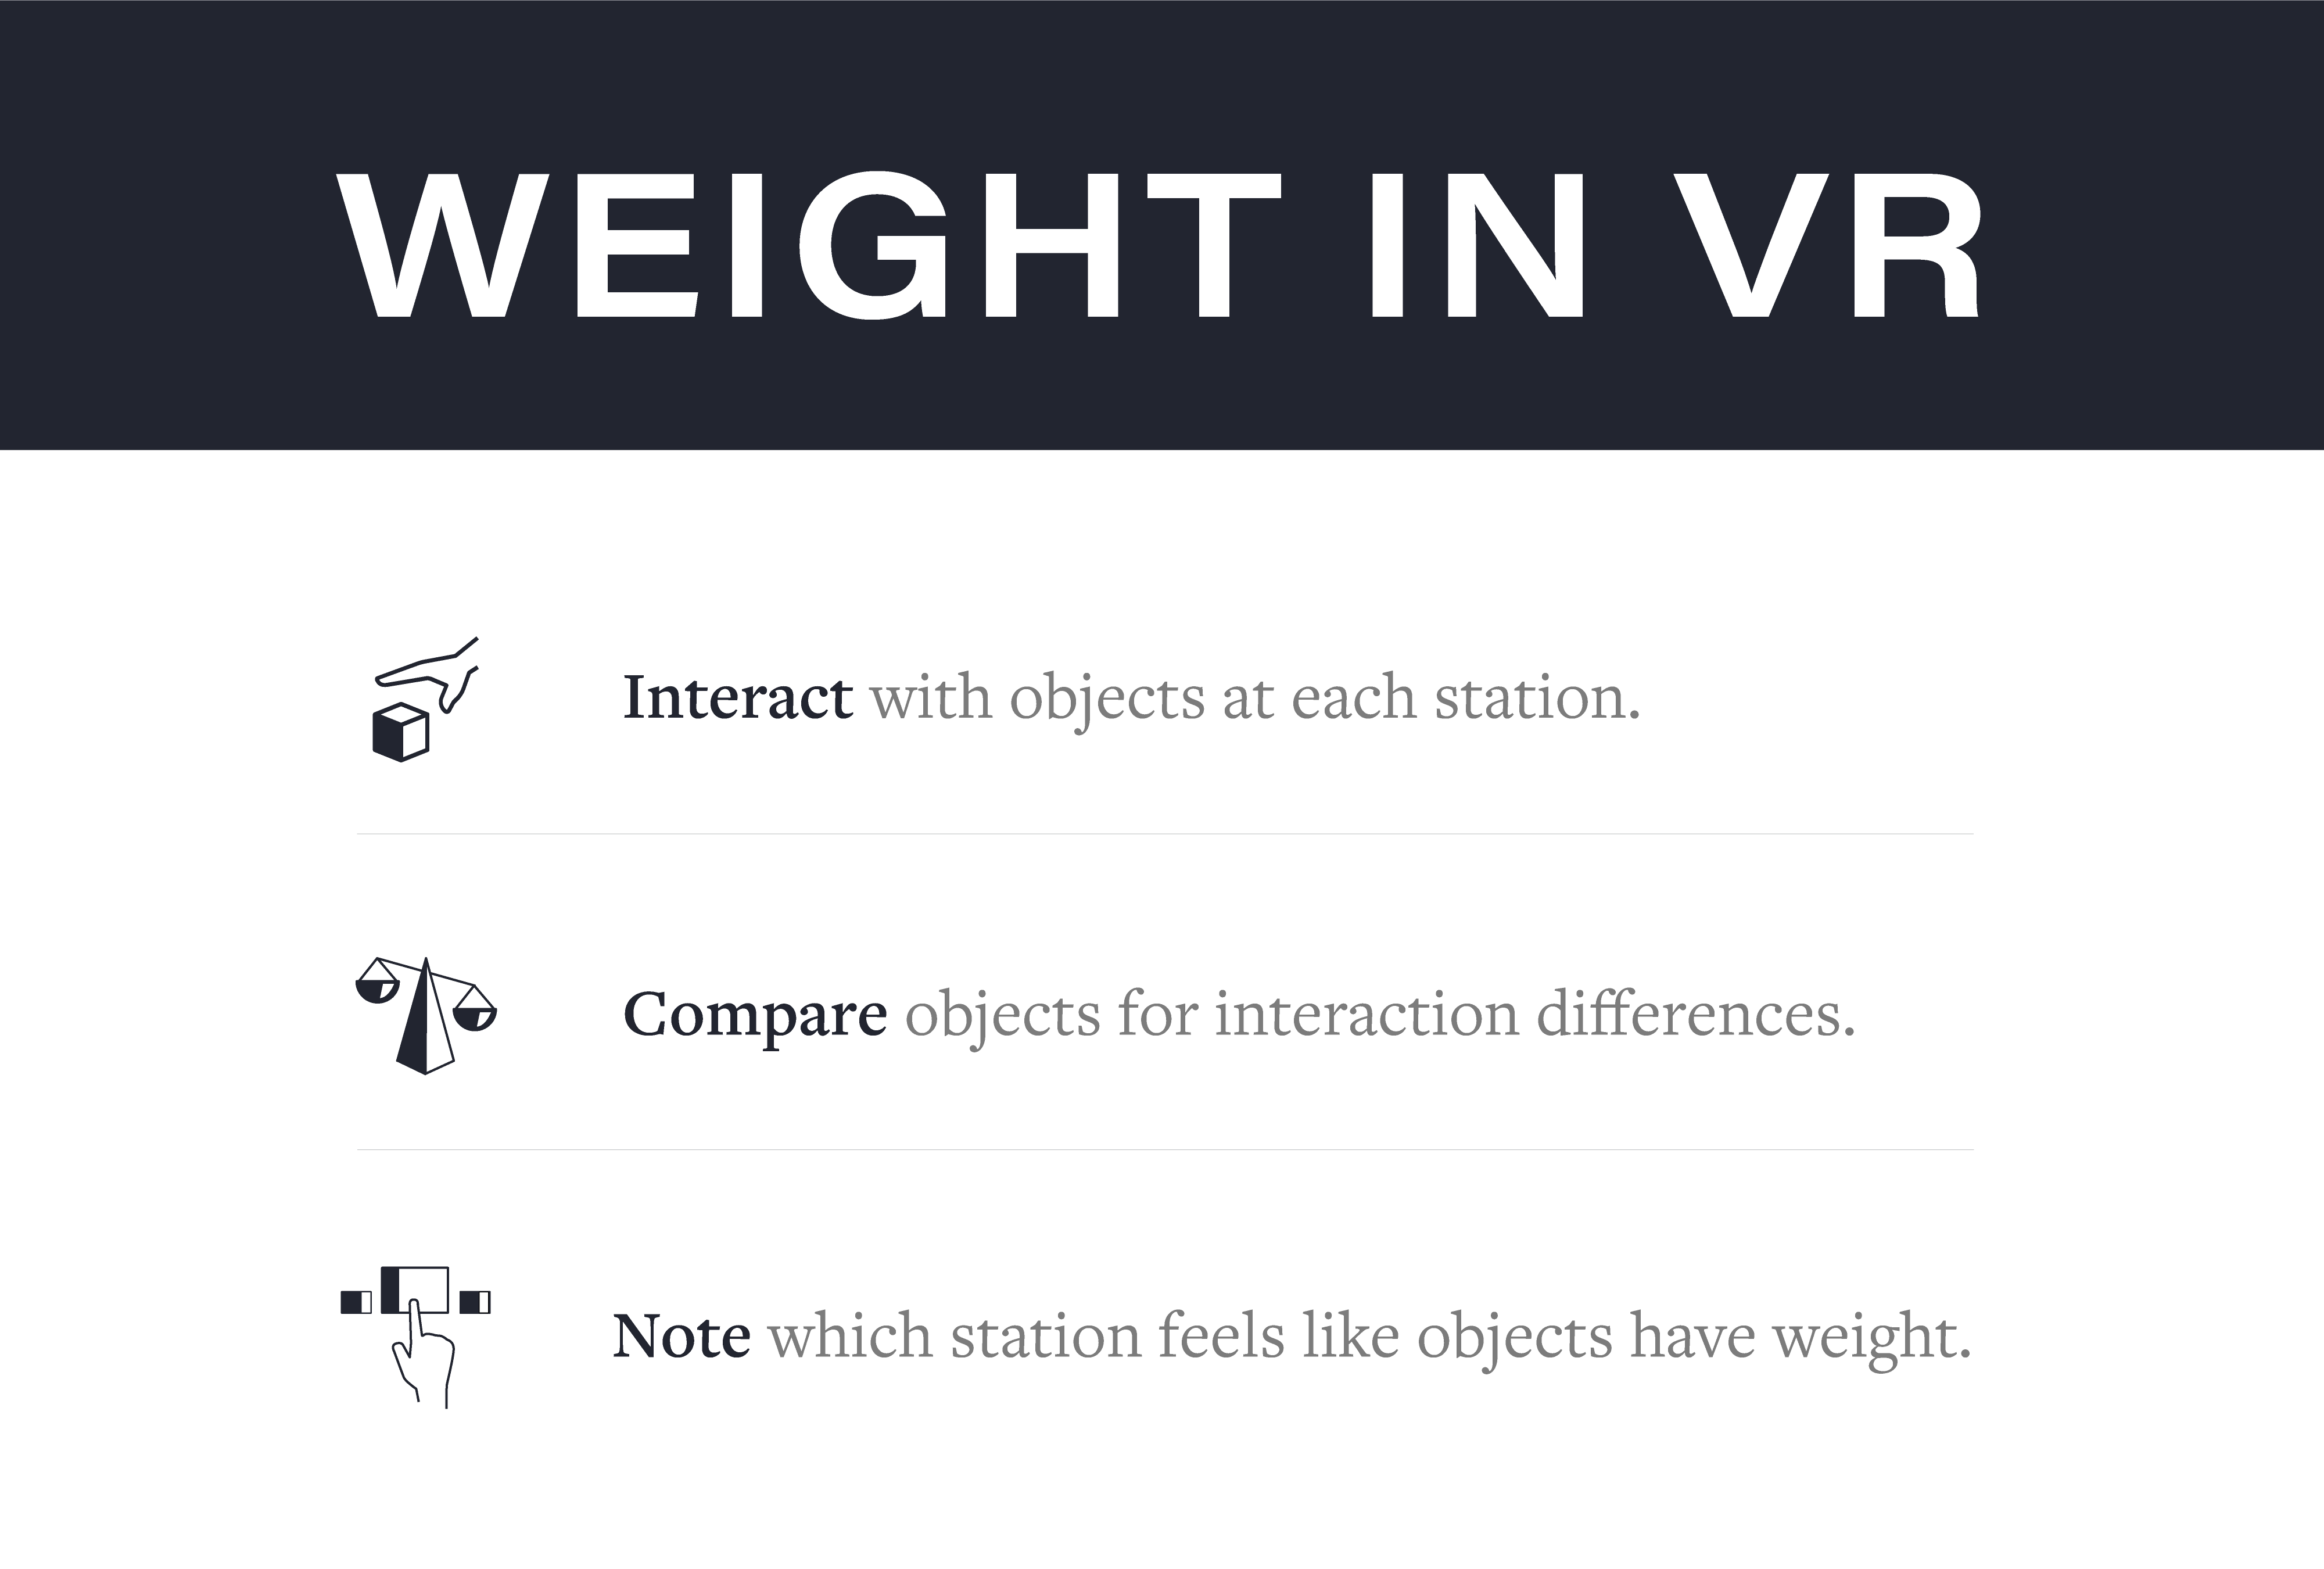 WEIGHT IN VR
Interact with objects at each station.
Compare objects for interaction differences.
Note which station feels like objects have weight.